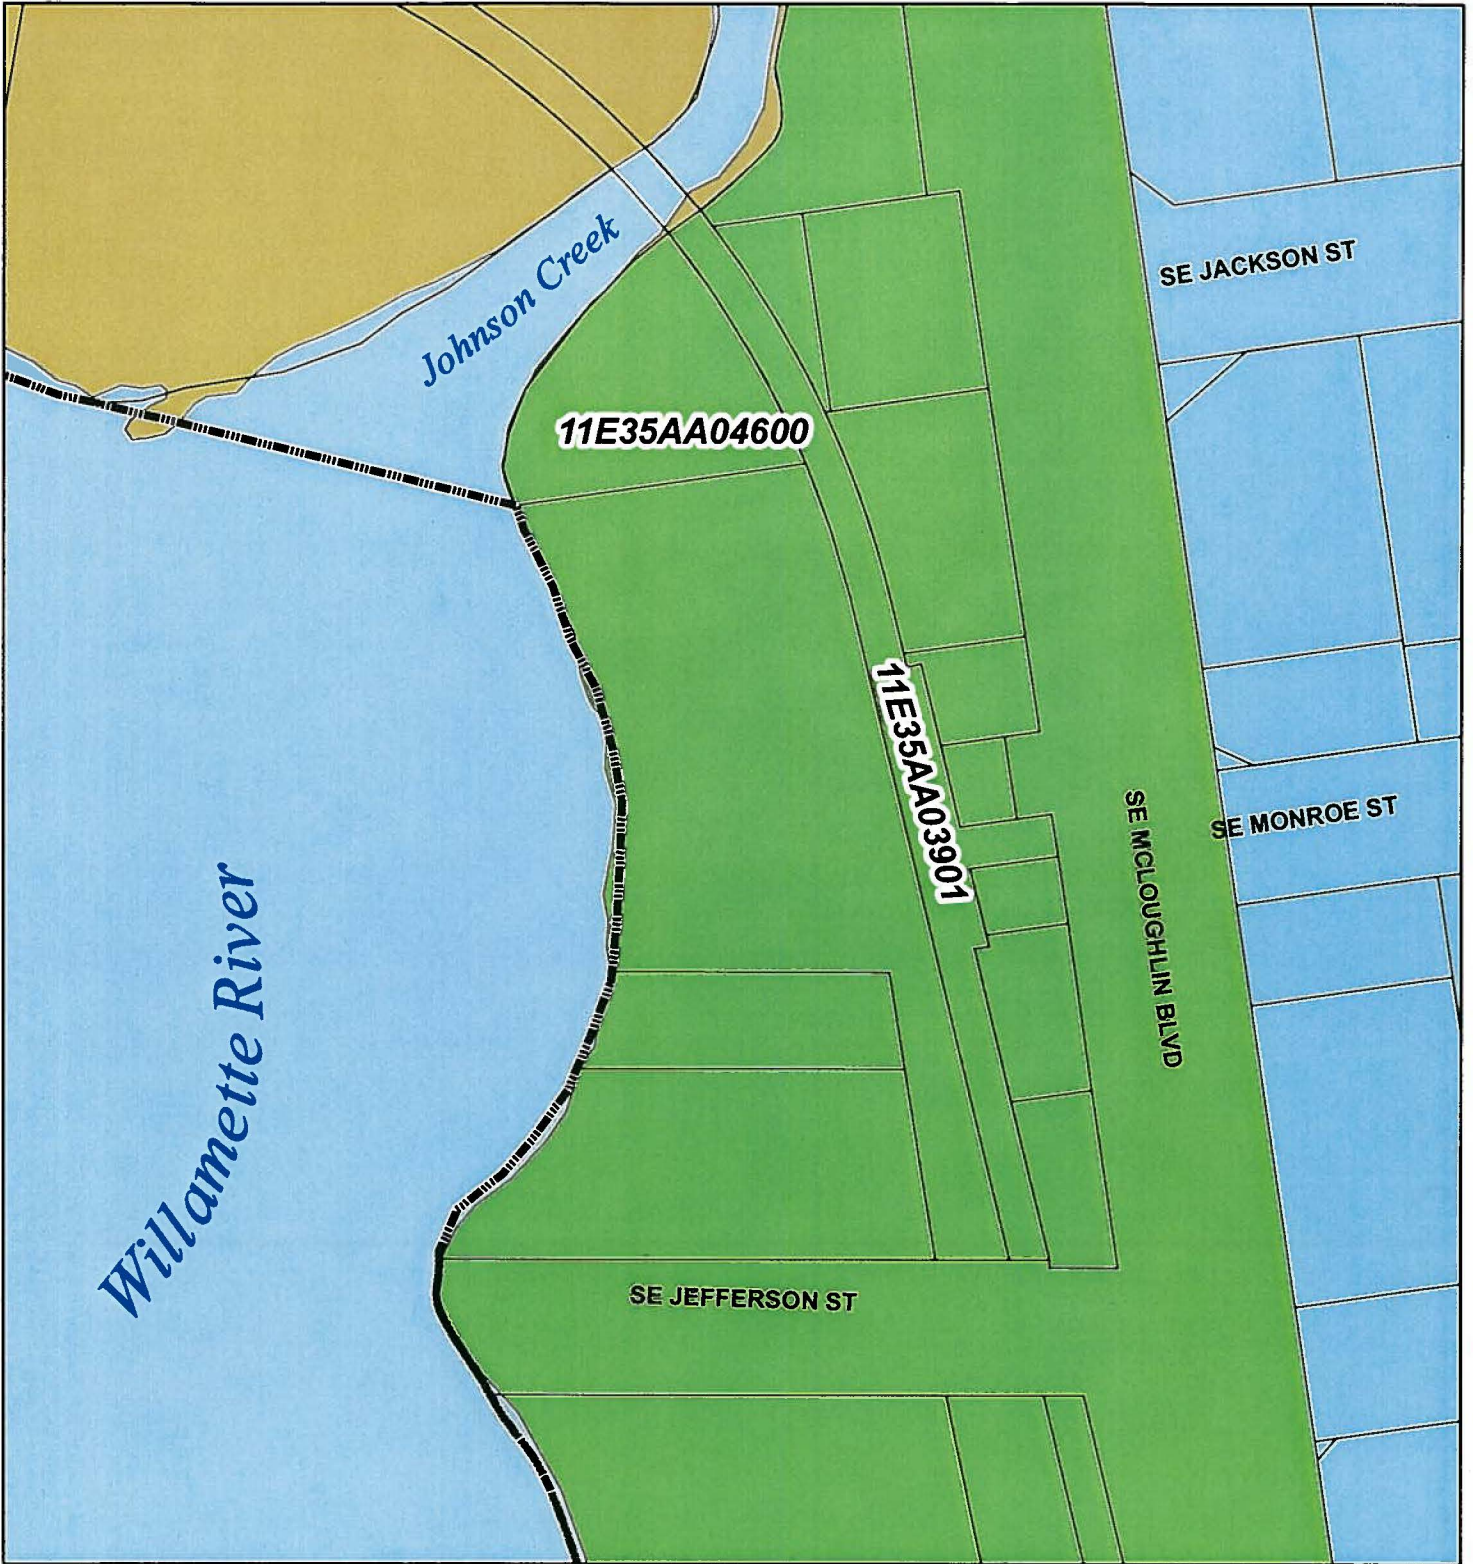 SE JACKSON ST
Johnson Creek
11E35AA04600
11E35AA03901
SE MCLOUGHLIN BLVD
SE MONROE ST
Willamette River
SE JEFFERSON ST